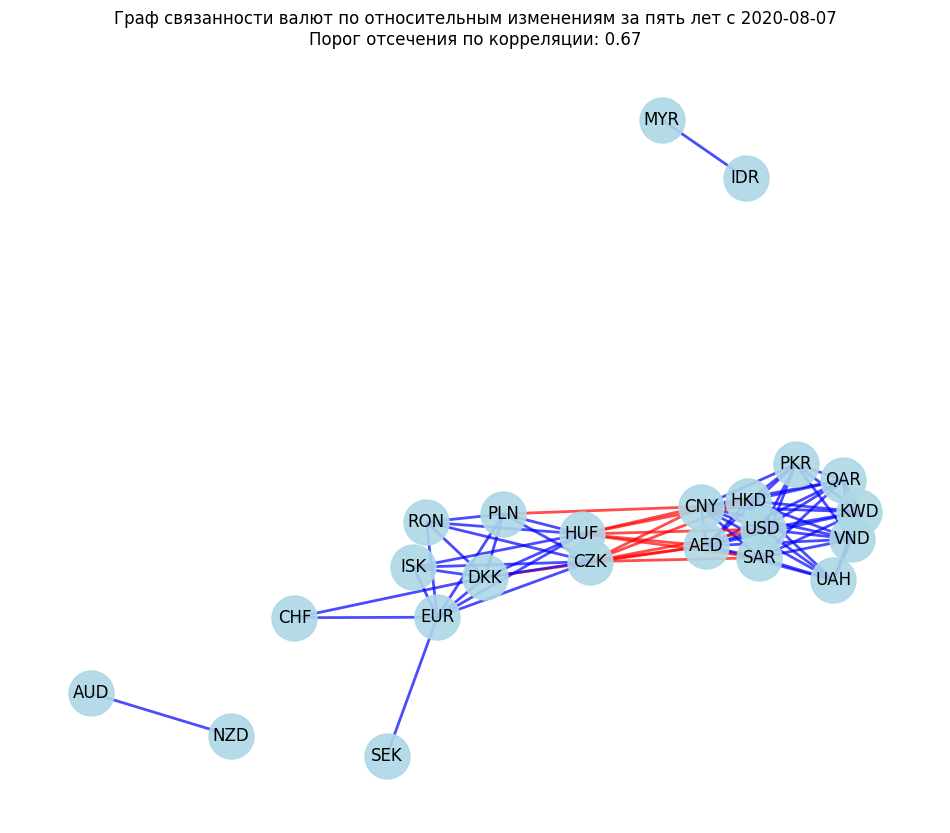 Граф связанности валют по относительным изменениям за пять лет с 2020-08-07
Порог отсечения по корреляции: 0.67
MYR
IDR
PKR
QAR
HKD
CNY
KWD
PLN
RON
USD
HUF
VND
AED
SAR
CZK
ISK
DKK
UAH
EUR
CHF
AUD
NZD
SEK